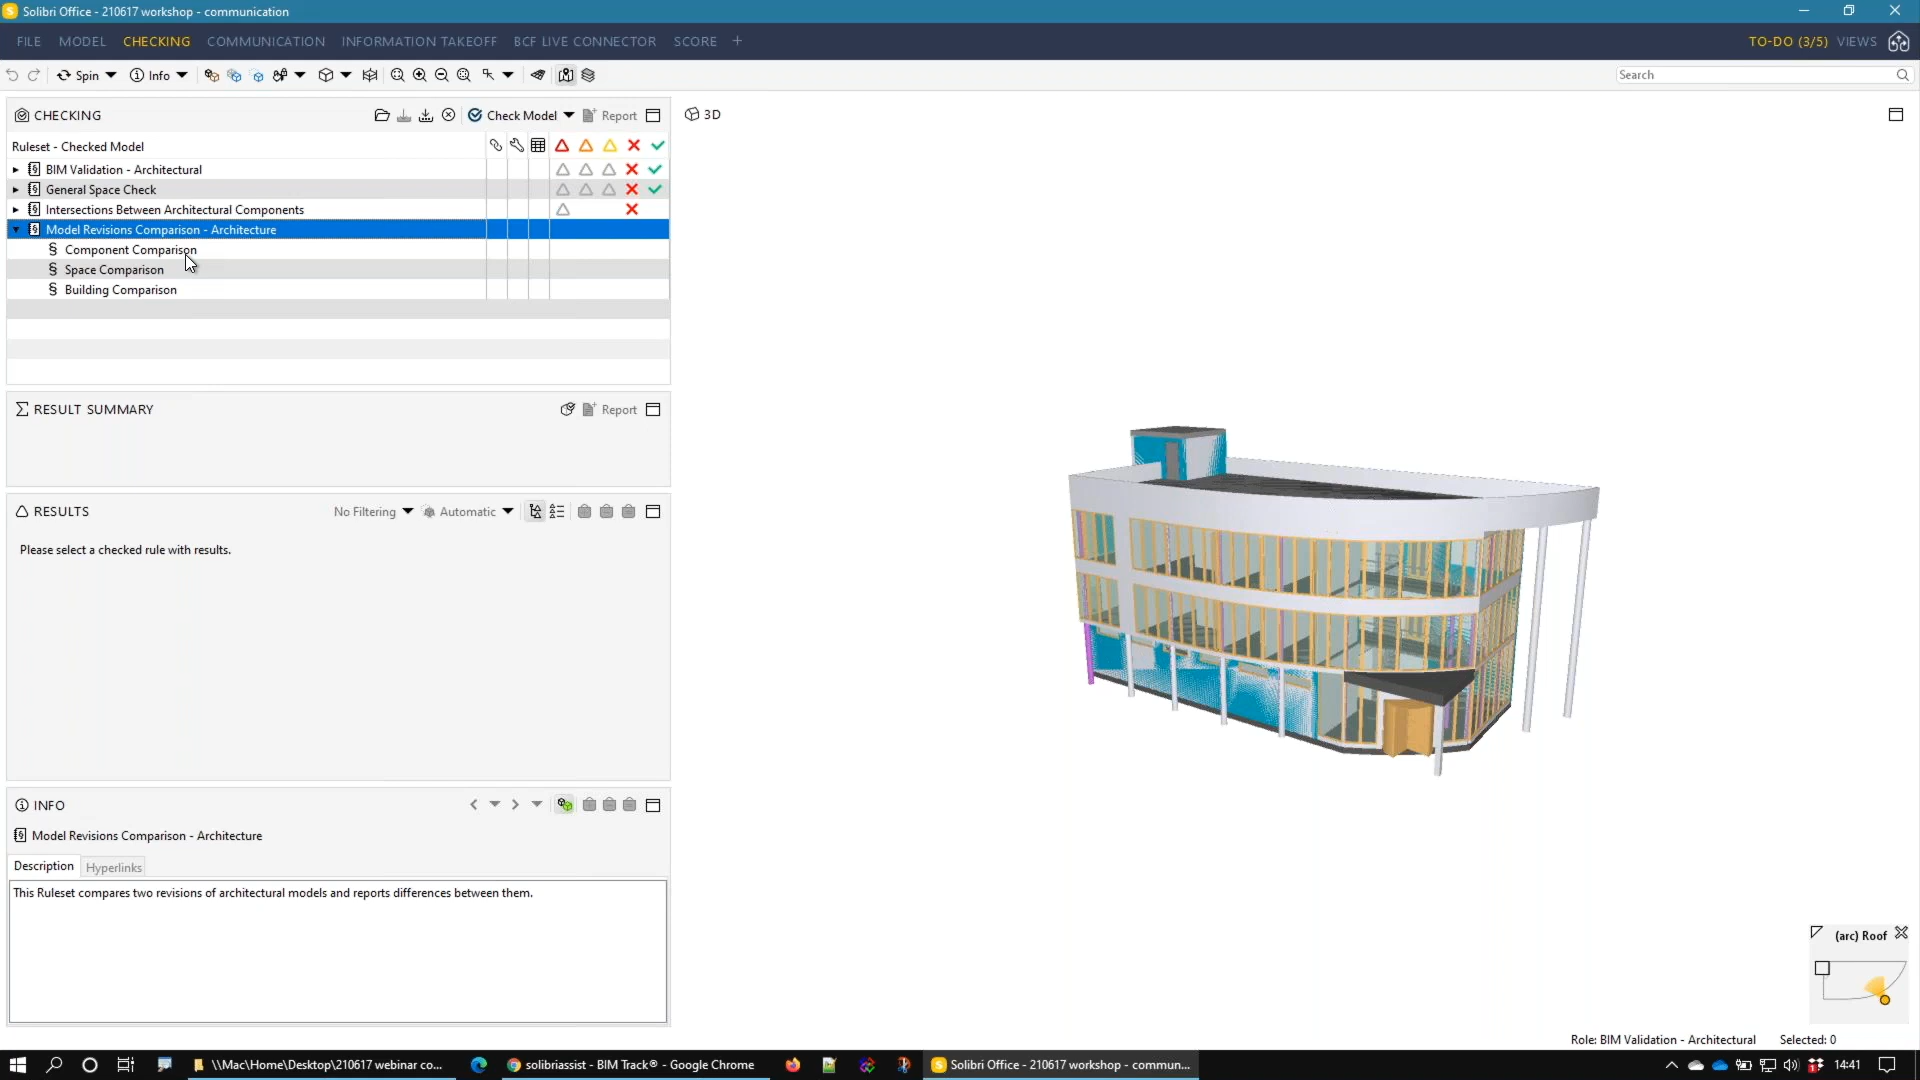 Solibri Office - 210617 workshop - communication
FILE MODEL CHECKING COMMUNICATION INFORMATION TAKEOFF BCF LIVE CONNECTOR SCORE + TO-DO (3/5) VIEWS
Spin Info Search
CHECKING Check Model Report
3D
Ruleset - Checked Model
BIM Validation - Architectural
General Space Check
Intersections Between Architectural Components
Model Revisions Comparison - Architecture
§ Component Comparison
§ Space Comparison
§ Building Comparison
RESULT SUMMARY Report
RESULTS No Filtering Automatic
Please select a checked rule with results.
INFO
Model Revisions Comparison - Architecture
Description Hyperlinks
This Ruleset compares two revisions of architectural models and reports differences between them.
(arc) Roof
Role: BIM Validation - Architectural Selected: 0
\\Mac\Home\Desktop\210617 webinar co... solibriassist - BIM Track® - Google Chrome Solibri Office - 210617 workshop - commun... 14:41